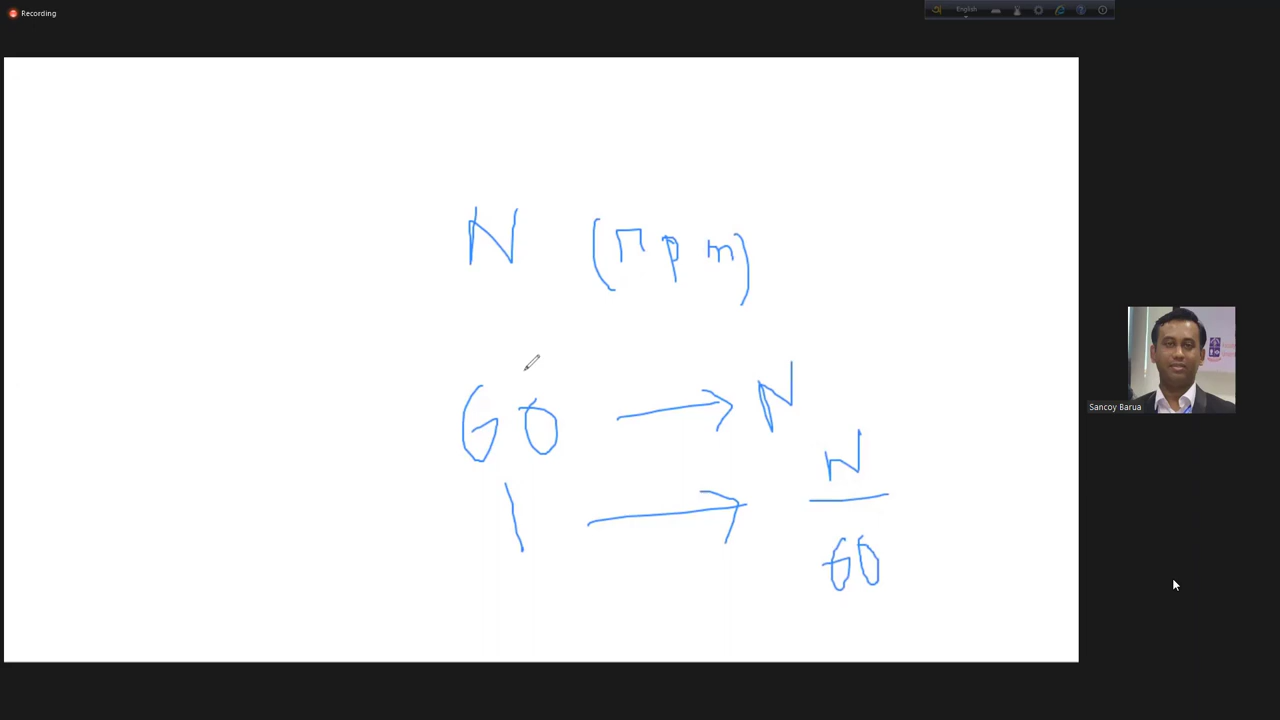 Recording
English
N (rpm)
60 → N
1 → N/60
Sancoy Barua